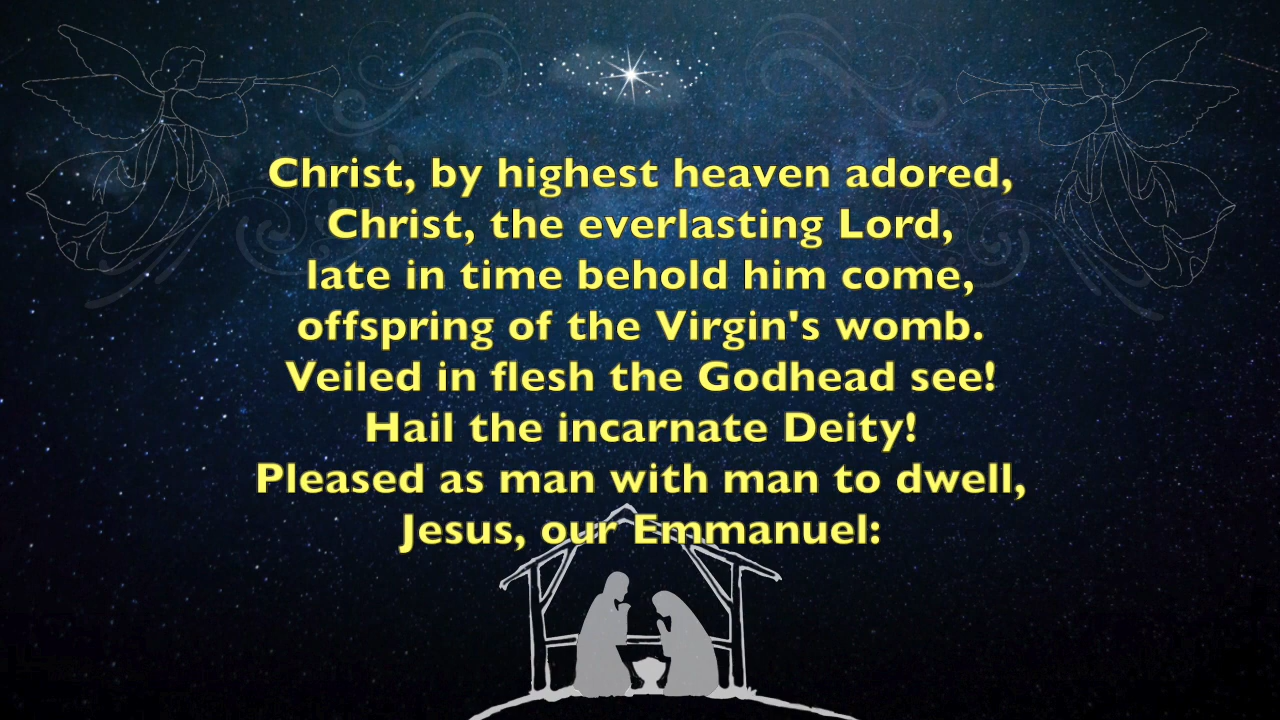 Christ, by highest heaven adored,
Christ, the everlasting Lord,
late in time behold him come,
offspring of the Virgin's womb.
Veiled in flesh the Godhead see!
Hail the incarnate Deity!
Pleased as man with man to dwell,
Jesus, our Emmanuel: